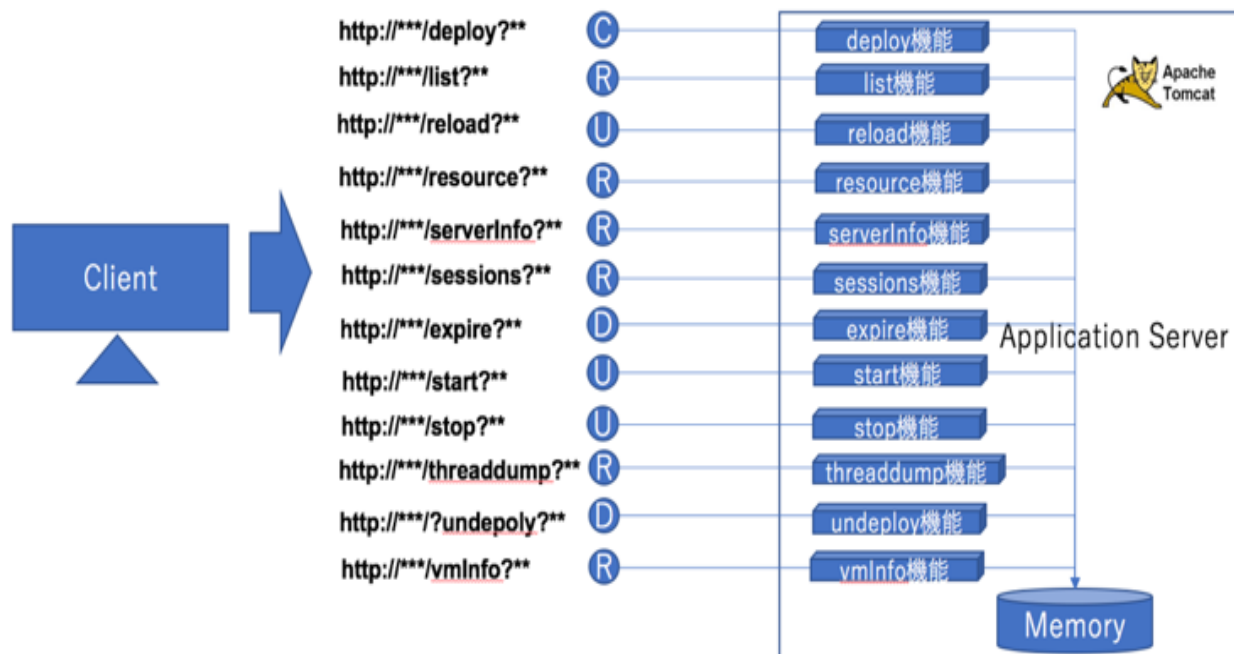 http://***/deploy?** C deploy機能
http://***/list?** R list機能
Apache
Tomcat
http://***/reload?** U reload機能
http://***/resource?** R resource機能
http://***/serverInfo?** R serverInfo機能
Client
http://***/sessions?** R sessions機能
http://***/expire?** D expire機能
Application Server
http://***/start?** U start機能
http://***/stop?** U stop機能
http://***/threaddump?** R threaddump機能
http://***/?undepoly?** D undeploy機能
http://***/vmInfo?** R vmInfo機能
Memory